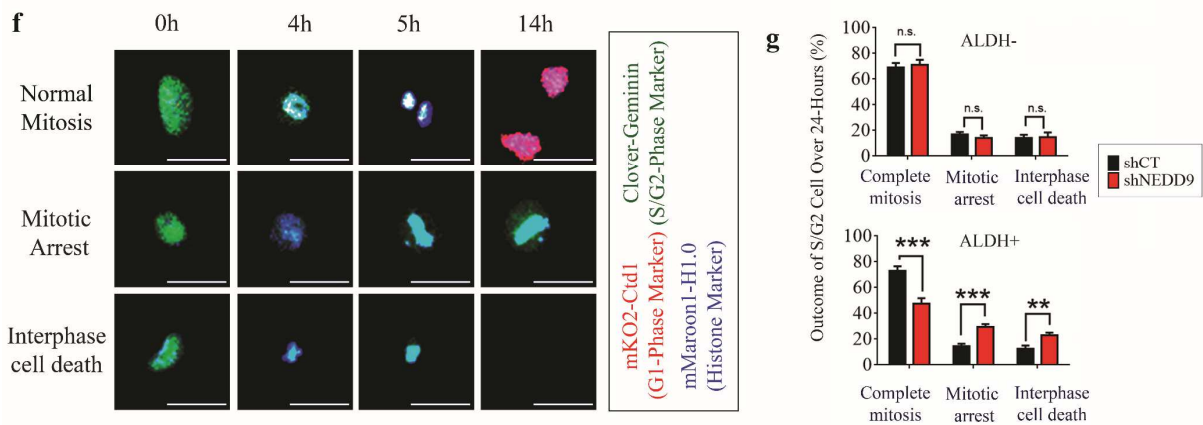 f
0h 4h 5h 14h
Normal
Mitosis
Mitotic
Arrest
Interphase
cell death
mKO2-Ctd1
(G1-Phase Marker)
Clover-Geminin
(S/G2-Phase Marker)
mMaroon1-H1.0
(Histone Marker)
g
Outcome of S/G2 Cell Over 24-Hours (%)
ALDH-
100
80
60
40
20
0
n.s.
n.s.
n.s.
Complete
mitosis
Mitotic
arrest
Interphase
cell death
shCT
shNEDD9
ALDH+
100
80
60
40
20
0
***
***
**
Complete
mitosis
Mitotic
arrest
Interphase
cell death